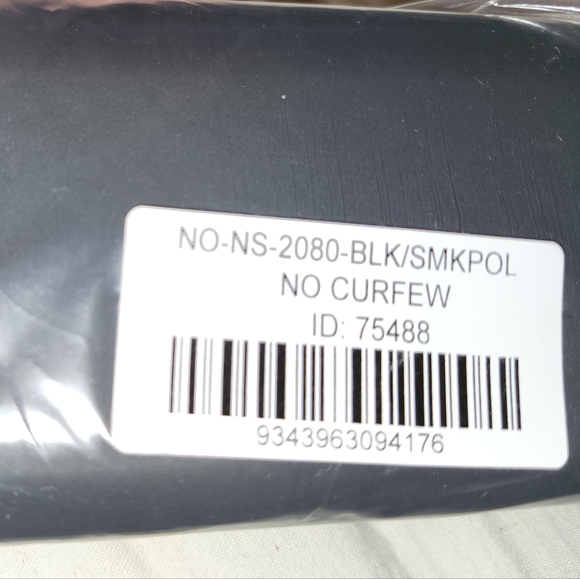 NO-NS-2080-BLK/SMKPOL
NO CURFEW
ID: 75488
9343963094176